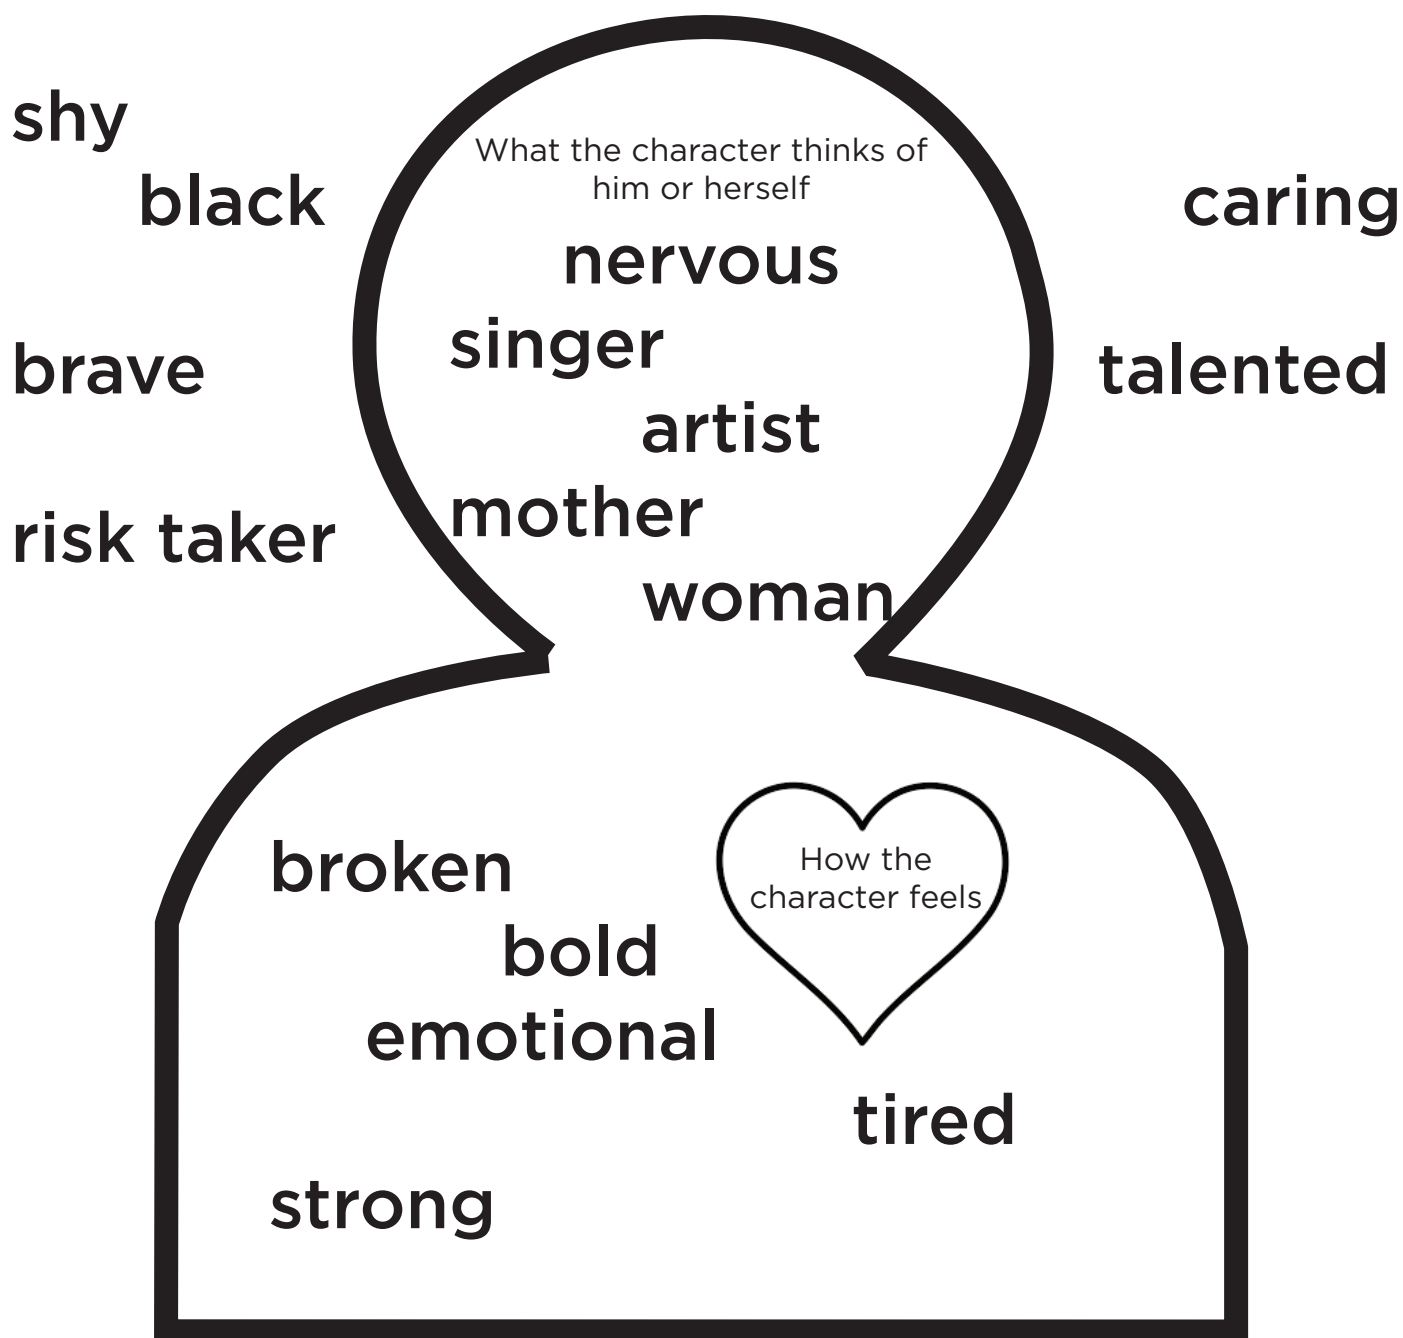 shy
What the character thinks of
him or herself
black
caring
nervous
singer
brave
talented
artist
mother
risk taker
woman
broken
How the
character feels
bold
emotional
tired
strong